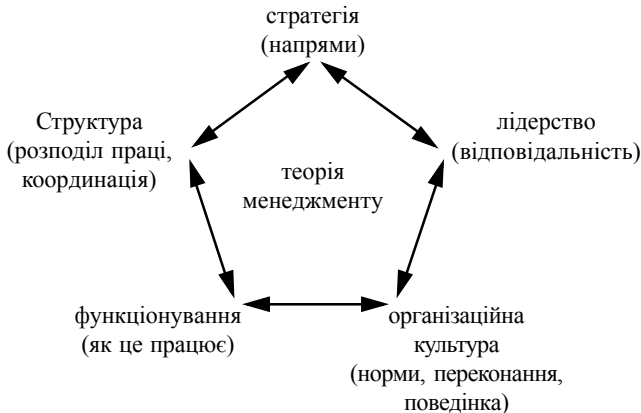 стратегія
(напрями)
Структура
(розподіл праці,
координація)
лідерство
(відповідальність)
теорія
менеджменту
функціонування
(як це працює)
організаційна
культура
(норми, переконання,
поведінка)